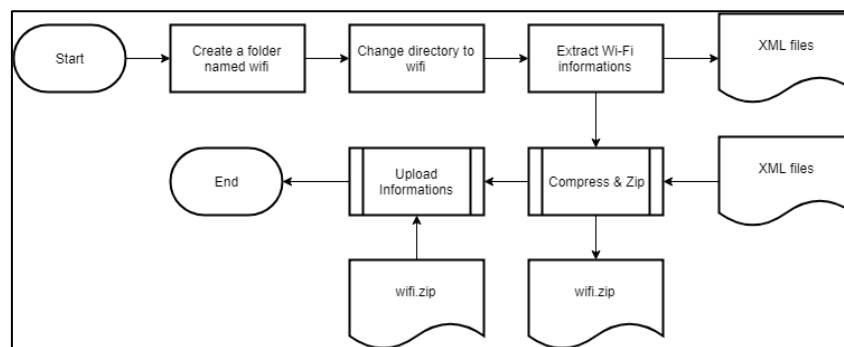 Start
Create a folder
named wifi
Change directory to
wifi
Extract Wi-Fi
informations
XML files
End
Upload
Informations
Compress & Zip
XML files
wifi.zip
wifi.zip